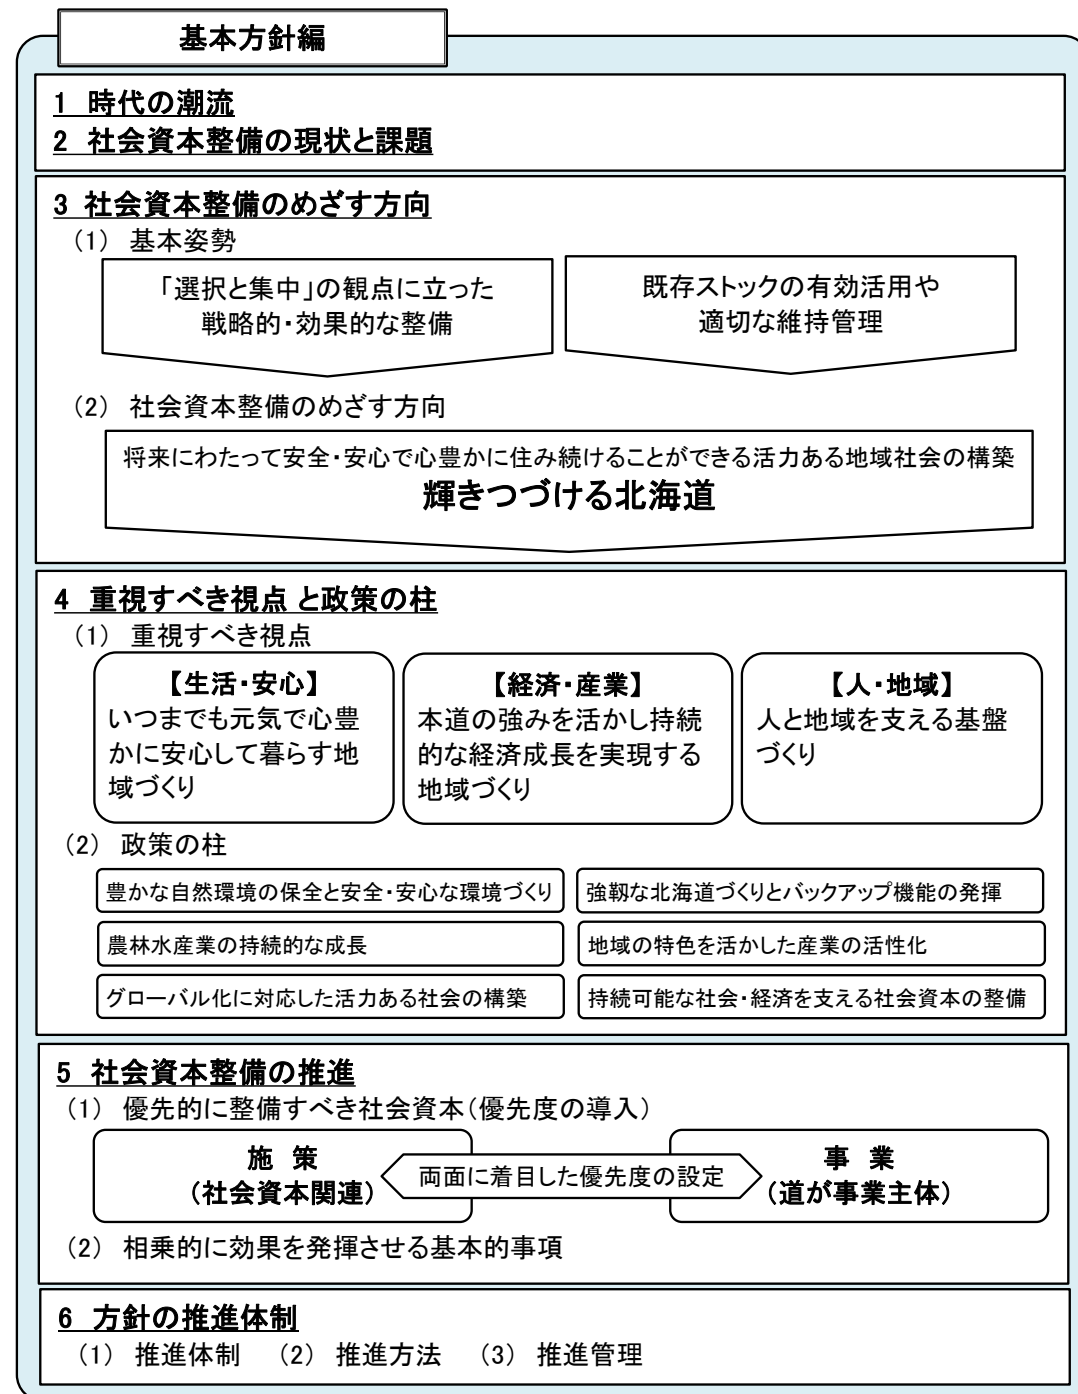 基本方針編
1 時代の潮流
2 社会資本整備の現状と課題
3 社会資本整備のめざす方向
(1) 基本姿勢
「選択と集中」の観点に立った
戦略的・効果的な整備
既存ストックの有効活用や
適切な維持管理
(2) 社会資本整備のめざす方向
将来にわたって安全・安心で心豊かに住み続けることができる活力ある地域社会の構築
輝きつづける北海道
4 重視すべき視点 と政策の柱
(1) 重視すべき視点
【生活・安心】
いつまでも元気で心豊
かに安心して暮らす地
域づくり
【経済・産業】
本道の強みを活かし持続
的な経済成長を実現する
地域づくり
【人・地域】
人と地域を支える基盤
づくり
(2) 政策の柱
豊かな自然環境の保全と安全・安心な環境づくり
強靱な北海道づくりとバックアップ機能の発揮
農林水産業の持続的な成長
地域の特色を活かした産業の活性化
グローバル化に対応した活力ある社会の構築
持続可能な社会・経済を支える社会資本の整備
5 社会資本整備の推進
(1) 優先的に整備すべき社会資本(優先度の導入)
施 策
(社会資本関連)
両面に着目した優先度の設定
事 業
(道が事業主体)
(2) 相乗的に効果を発揮させる基本的事項
6 方針の推進体制
(1) 推進体制 (2) 推進方法 (3) 推進管理